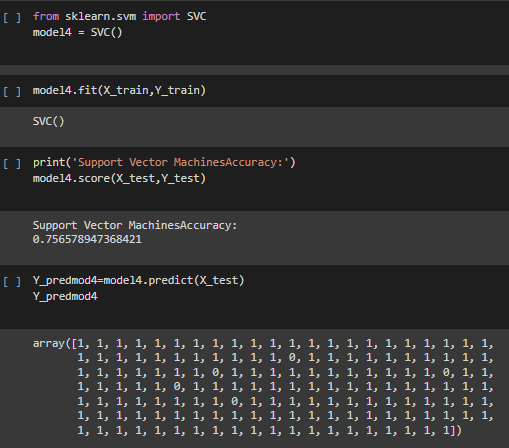 [ ] from sklearn.svm import SVC
model4 = SVC()
[ ] model4.fit(X_train,Y_train)
SVC()
[ ] print('Support Vector MachinesAccuracy:')
model4.score(X_test,Y_test)
Support Vector MachinesAccuracy:
0.756578947368421
[ ] Y_predmod4=model4.predict(X_test)
Y_predmod4
array([1, 1, 1, 1, 1, 1, 1, 1, 1, 1, 1, 1, 1, 1, 1, 1, 1, 1, 1, 1, 1, 1,
1, 1, 1, 1, 1, 1, 1, 1, 1, 1, 1, 0, 1, 1, 1, 1, 1, 1, 1, 1, 1, 1,
1, 1, 1, 1, 1, 1, 1, 0, 1, 1, 1, 1, 1, 1, 1, 1, 1, 1, 1, 0, 1, 1,
1, 1, 1, 1, 1, 0, 1, 1, 1, 1, 1, 1, 1, 1, 1, 1, 1, 1, 1, 1, 1, 1,
1, 1, 1, 1, 1, 1, 1, 1, 0, 1, 1, 1, 1, 1, 1, 1, 1, 1, 1, 1, 1, 1,
1, 1, 1, 1, 1, 1, 1, 1, 1, 1, 1, 1, 1, 1, 1, 1, 1, 1, 1, 1, 1, 1,
1, 1, 1, 1, 1, 1, 1, 1, 1, 1, 1, 1, 1, 1, 1, 1, 1, 1, 1, 1])